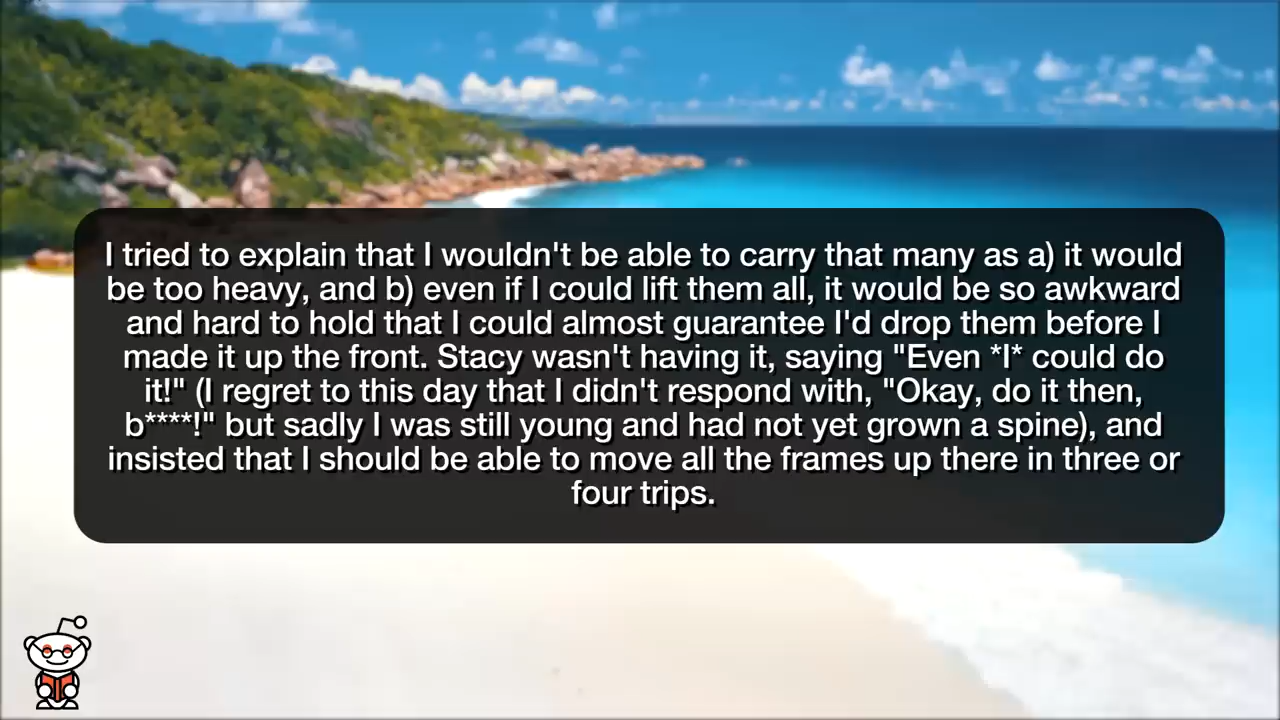 I tried to explain that I wouldn't be able to carry that many as a) it would
be too heavy, and b) even if I could lift them all, it would be so awkward
and hard to hold that I could almost guarantee I'd drop them before I
made it up the front. Stacy wasn't having it, saying "Even *I* could do
it!" (I regret to this day that I didn't respond with, "Okay, do it then,
b****!" but sadly I was still young and had not yet grown a spine), and
insisted that I should be able to move all the frames up there in three or
four trips.